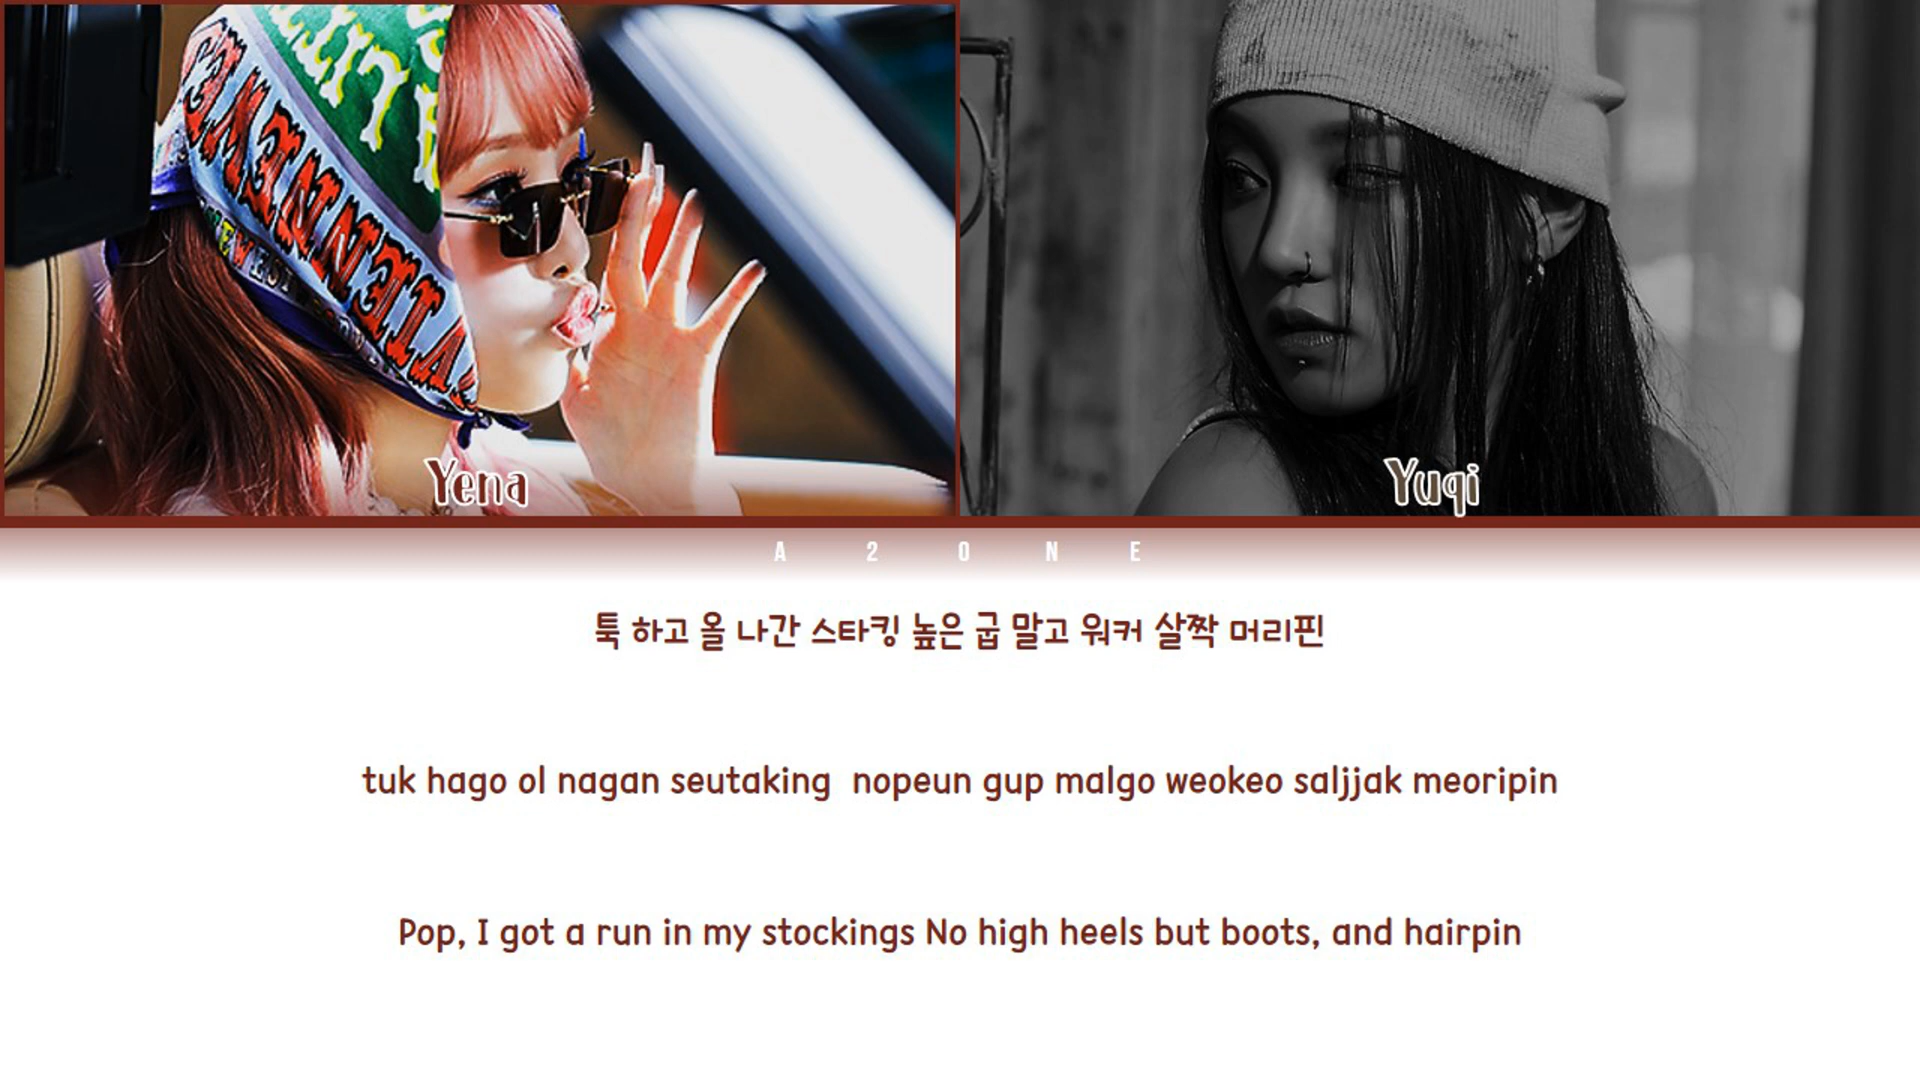 Yena
Yuqi
A 2 O N E
툭 하고 올 나간 스타킹 높은 굽 말고 워커 살짝 머리핀
tuk hago ol nagan seutaking nopeun gup malgo weokeo saljjak meoripin
Pop, I got a run in my stockings No high heels but boots, and hairpin